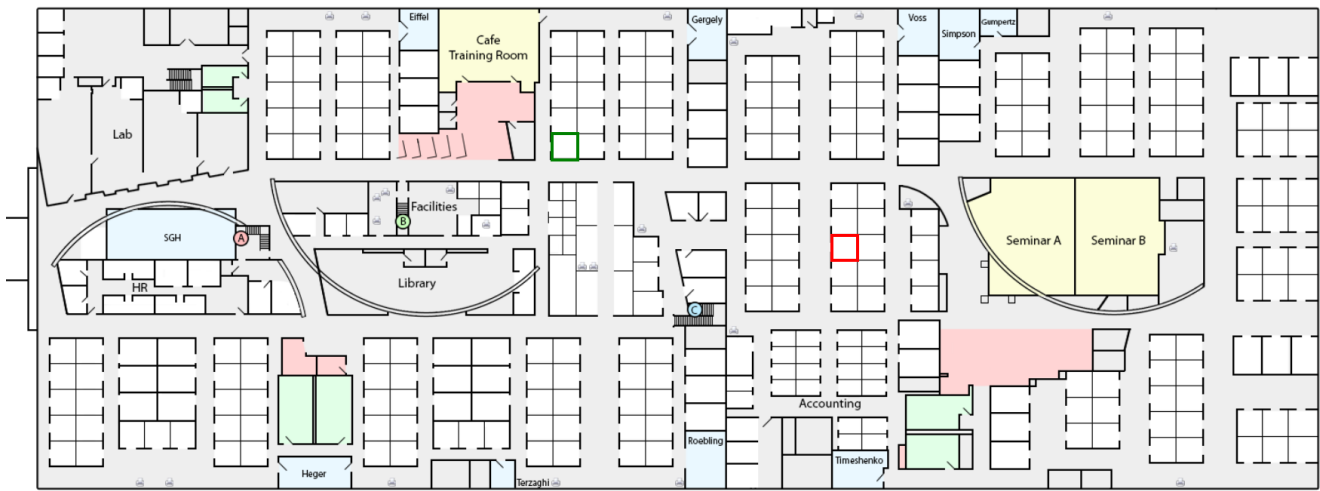 Eiffel
Cafe
Training Room
Gergely
Voss
Simpson
Gumpertz
Lab
Facilities
B
SGH
A
HR
Library
C
Seminar A
Seminar B
Accounting
Roebling
Timeshenko
Heger
Terzaghi